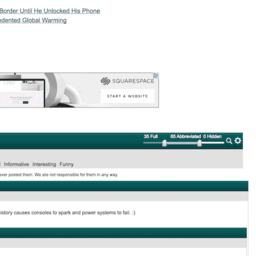 Border Until He Unlocked His Phone
edented Global Warming
SQUARESPACE
START A WEBSITE
35 Full 85 Abbreviated 0 Hidden
Informative Interesting Funny
ver posted them. We are not responsible for them in any way.
istory causes consoles to spark and power systems to fail. :)